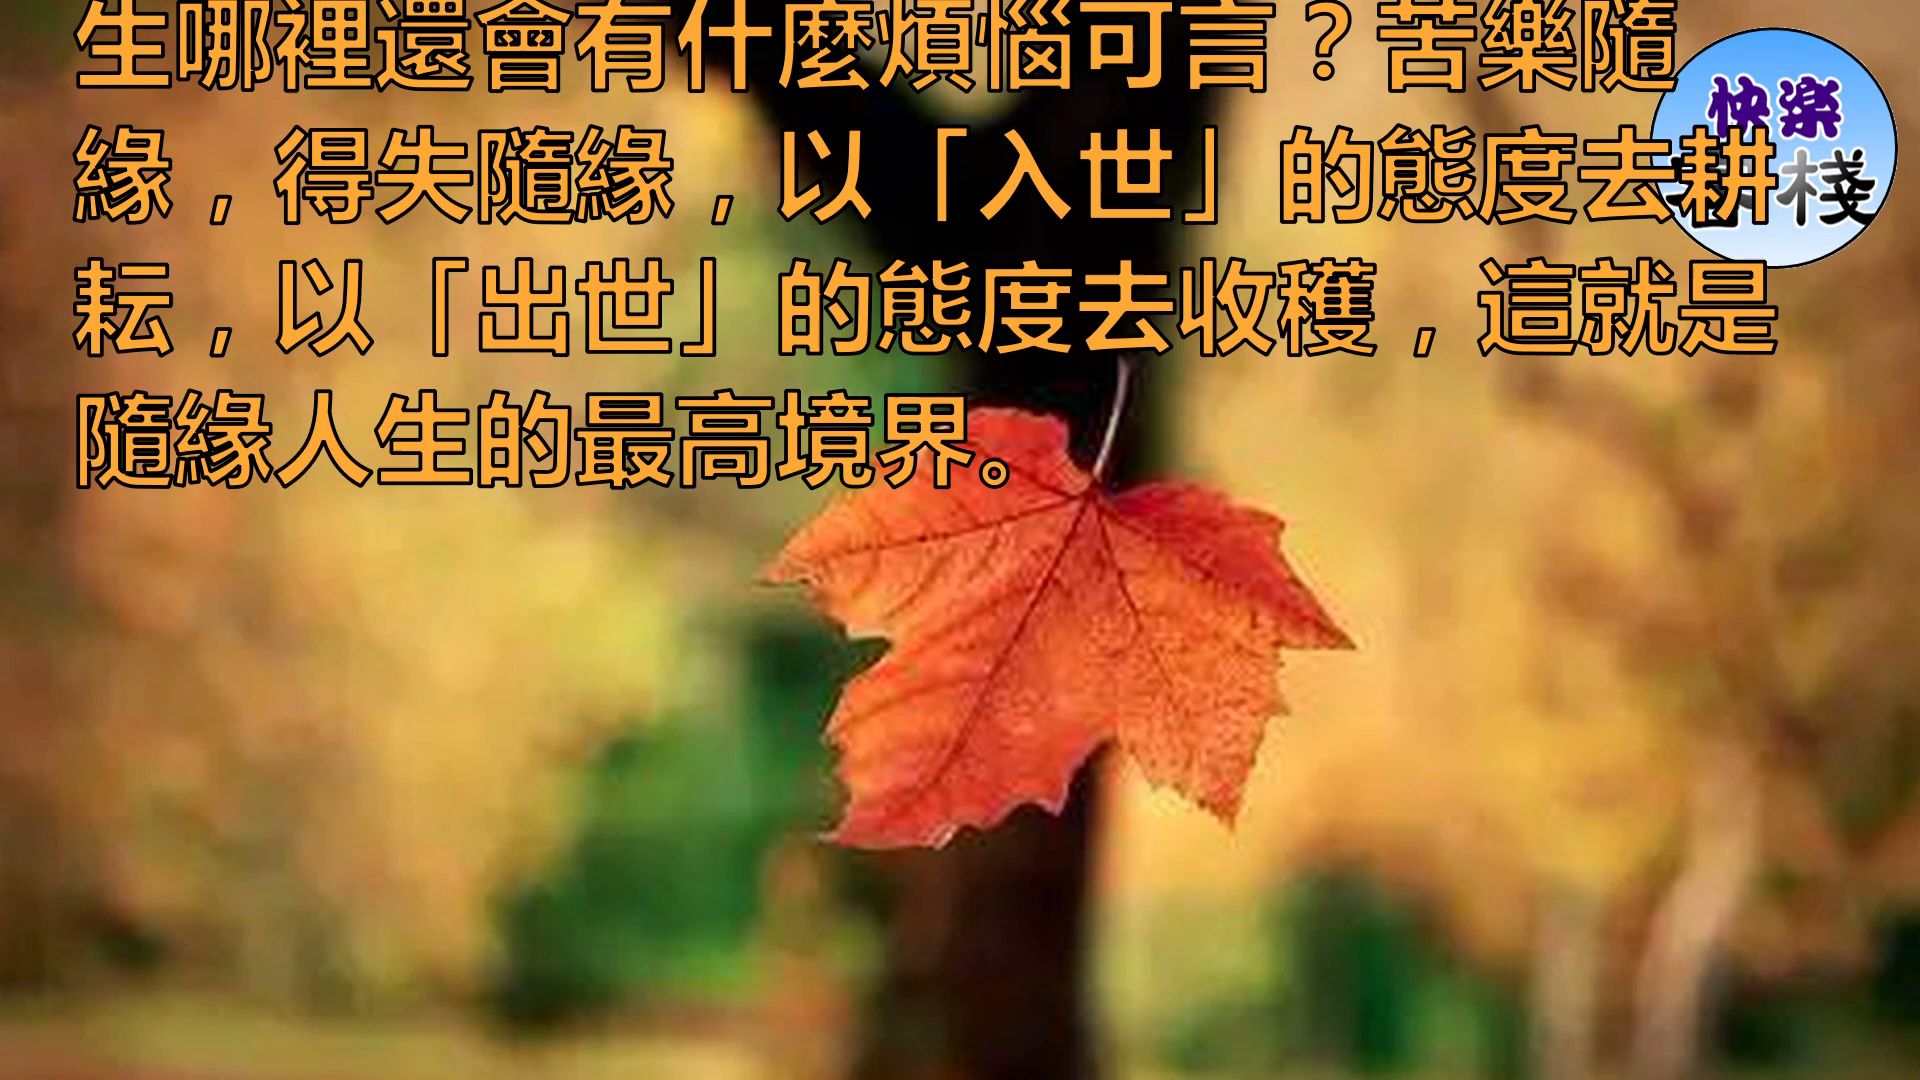 生哪裡還會有什麼煩惱可言？苦樂隨
緣，得失隨緣，以「入世」的態度去耕
耘，以「出世」的態度去收穫，這就是
隨緣人生的最高境界。
快樂
棧